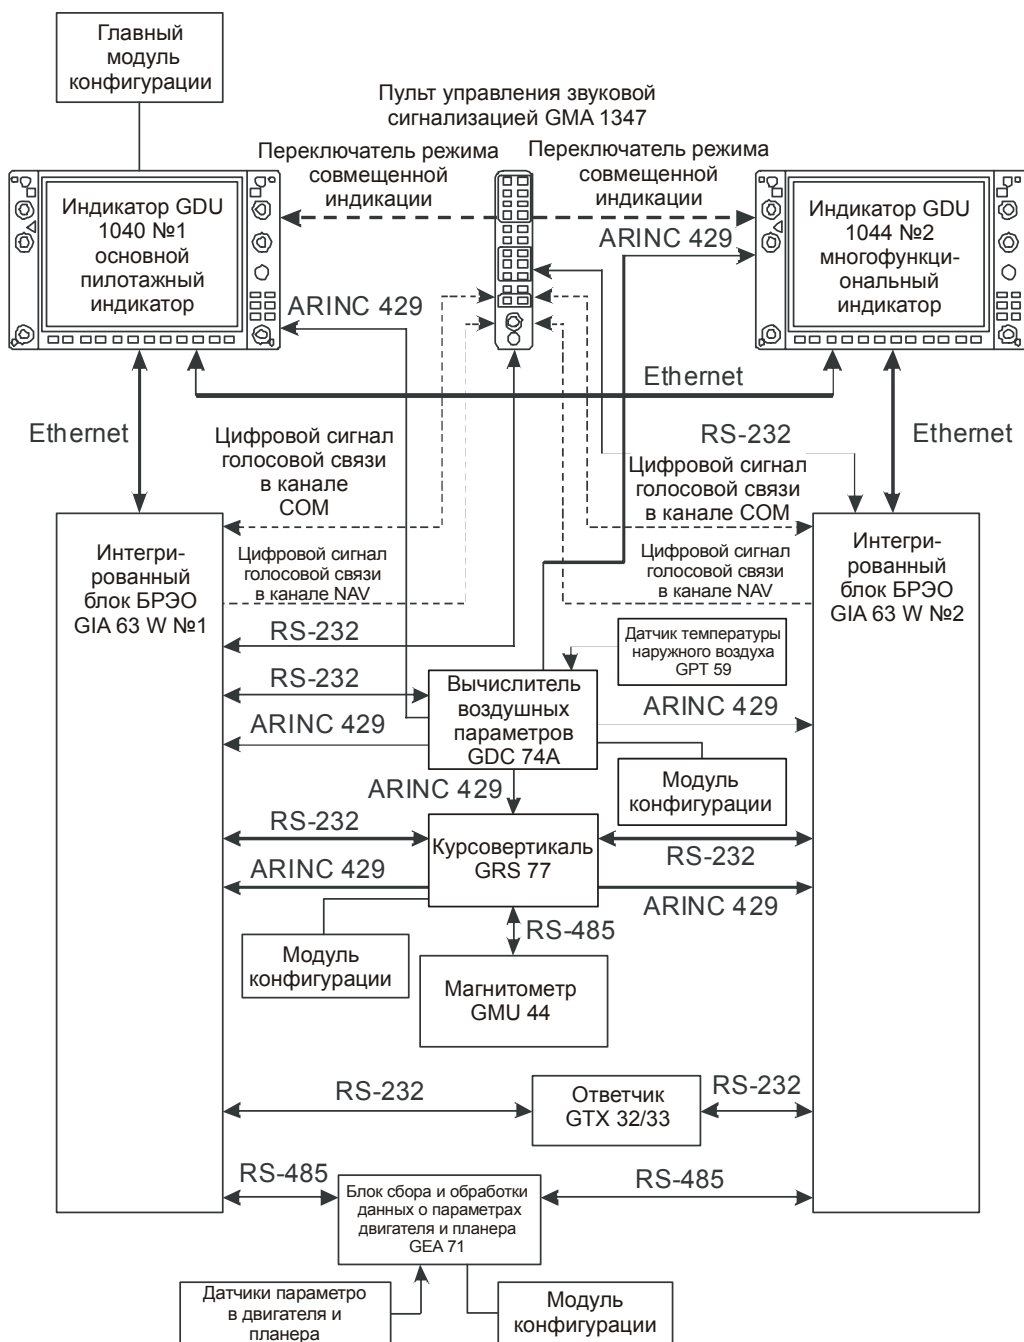 Главный
модуль
конфигурации
Пульт управления звуковой
сигнализацией GMA 1347
Переключатель режима
совмещенной
индикации
Переключатель режима
совмещенной
индикации
Индикатор GDU
1040 №1
основной
пилотажный
индикатор
Индикатор GDU
1044 №2
многофункци-
ональный
индикатор
ARINC 429
ARINC 429
Ethernet
Ethernet
Ethernet
RS-232
Цифровой сигнал
голосовой связи
в канале
COM
Цифровой сигнал
голосовой связи
в канале COM
Интегри-
рованный
блок БРЭО
GIA 63 W №1
Цифровой сигнал
голосовой связи
в канале NAV
Цифровой сигнал
голосовой связи
в канале NAV
Интегри-
рованный
блок БРЭО
GIA 63 W №2
RS-232
Датчик температуры
наружного воздуха
GPT 59
RS-232
Вычислитель
воздушных
параметров
GDC 74A
ARINC 429
ARINC 429
ARINC 429
Модуль
конфигурации
RS-232
Курсовертикаль
GRS 77
RS-232
ARINC 429
ARINC 429
RS-485
Модуль
конфигурации
Магнитометр
GMU 44
RS-232
Ответчик
GTX 32/33
RS-232
RS-485
Блок сбора и обработки
данных о параметрах
двигателя и планера
GEA 71
RS-485
Датчики параметро
в двигателя и
планера
Модуль
конфигурации